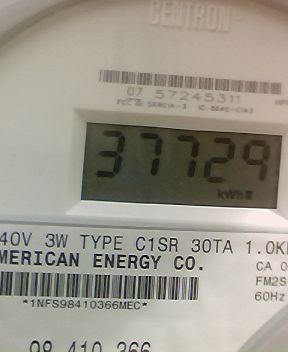 CENTRON
07 57245311
37729
kWh
40V 3W TYPE C1SR 30TA 1.0K
MERICAN ENERGY CO.
CA 0
FM2S
*1NFS98410366MEC*
60Hz
98 410 366